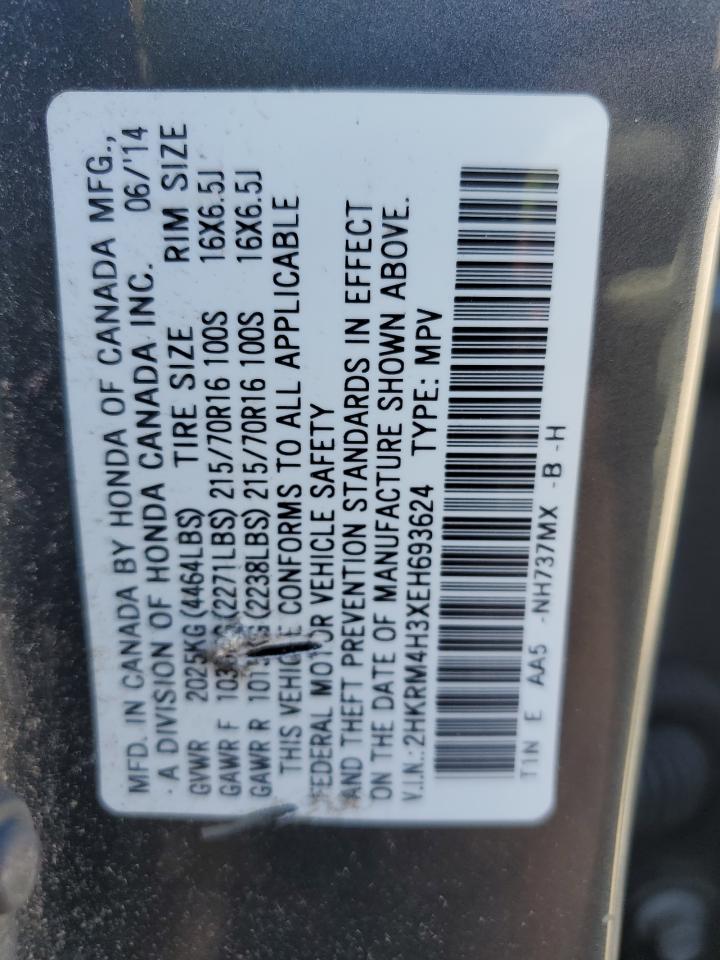 MFD. IN CANADA BY HONDA OF CANADA MFG.,
A DIVISION OF HONDA CANADA INC. 06/'14
GVWR 2025KG (4464LBS) TIRE SIZE RIM SIZE
GAWR F (2271LBS) 215/70R16 100S 16X6.5J
GAWR R (2238LBS) 215/70R16 100S 16X6.5J
THIS VEHICLE CONFORMS TO ALL APPLICABLE
FEDERAL MOTOR VEHICLE SAFETY
AND THEFT PREVENTION STANDARDS IN EFFECT
ON THE DATE OF MANUFACTURE SHOWN ABOVE.
V.I.N.: 2HKRM4H3XEH693624 TYPE: MPV
T1N E AA5 -NH737MX -B -H